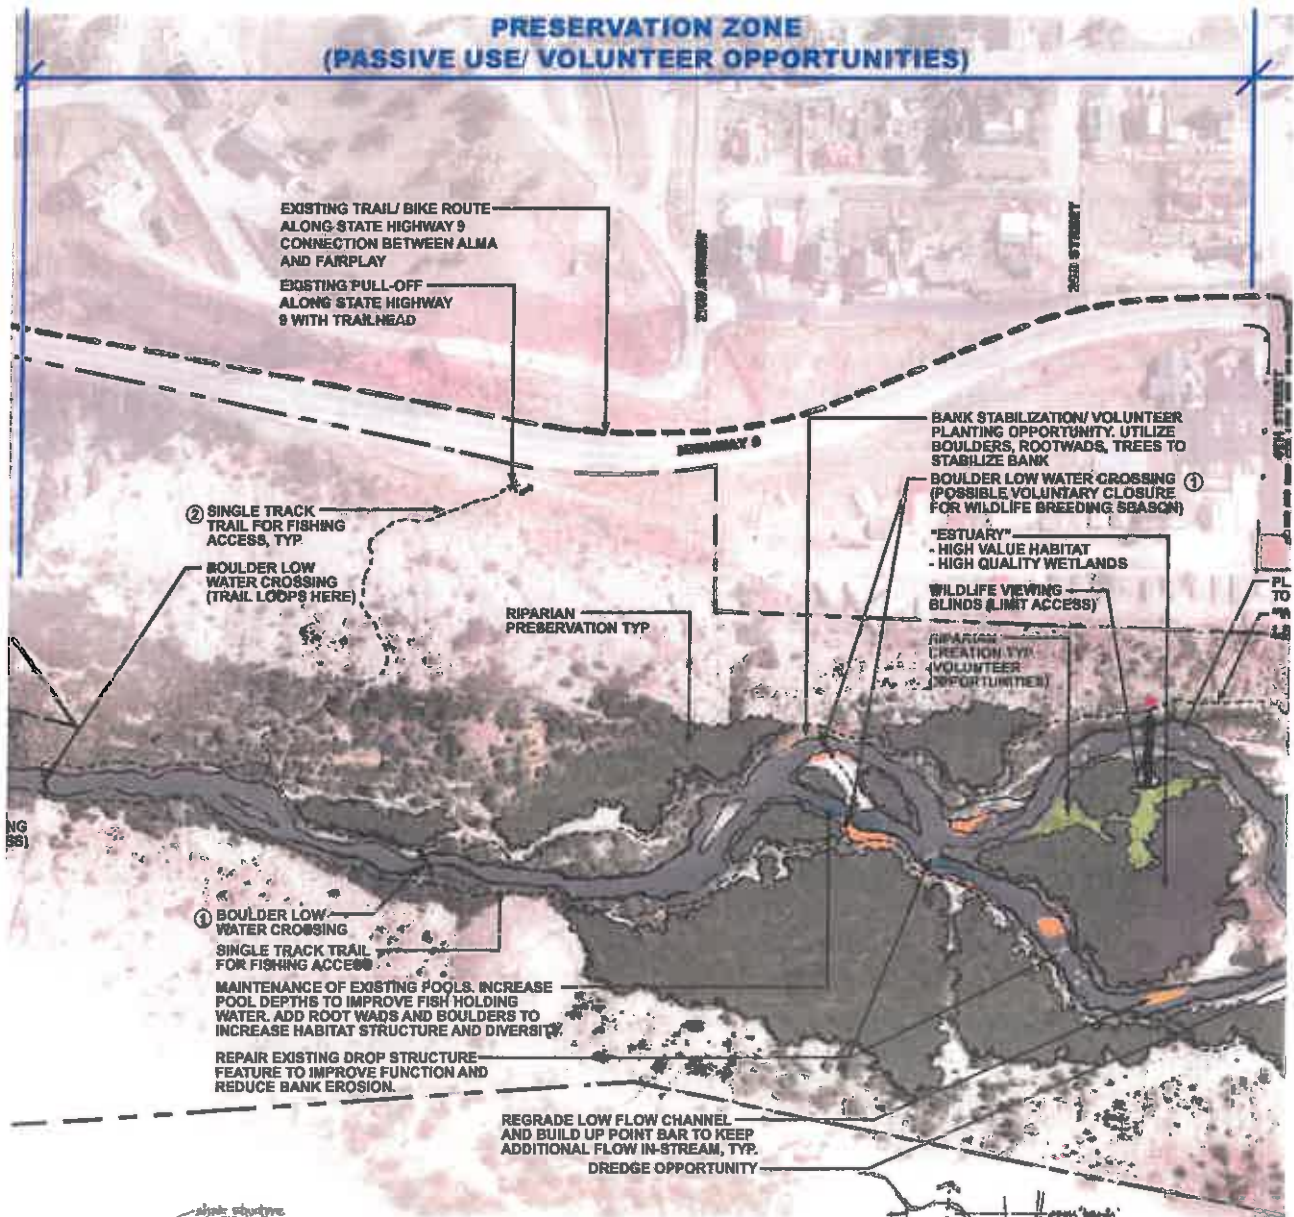 PRESERVATION ZONE
(PASSIVE USE/ VOLUNTEER OPPORTUNITIES)
EXISTING TRAIL/ BIKE ROUTE
ALONG STATE HIGHWAY 9
CONNECTION BETWEEN ALMA
AND FAIRPLAY
EXISTING PULL-OFF
ALONG STATE HIGHWAY
9 WITH TRAILHEAD
STREET
HIGHWAY 9
STREET
BANK STABILIZATION/ VOLUNTEER
PLANTING OPPORTUNITY. UTILIZE
BOULDERS, ROOTWADS, TREES TO
STABILIZE BANK
BOULDER LOW WATER CROSSING ①
(POSSIBLE VOLUNTARY CLOSURE
FOR WILDLIFE BREEDING SEASON)
"ESTUARY"
- HIGH VALUE HABITAT
- HIGH QUALITY WETLANDS
WILDLIFE VIEWING
BLINDS (LIMIT ACCESS)
RIPARIAN
CREATION TYP.
(VOLUNTEER
OPPORTUNITIES)
PL
TO
② SINGLE TRACK
TRAIL FOR FISHING
ACCESS, TYP.
BOULDER LOW
WATER CROSSING
(TRAIL LOOPS HERE)
RIPARIAN
PRESERVATION TYP
NG
SS)
① BOULDER LOW
WATER CROSSING
SINGLE TRACK TRAIL
FOR FISHING ACCESS
MAINTENANCE OF EXISTING POOLS. INCREASE
POOL DEPTHS TO IMPROVE FISH HOLDING
WATER. ADD ROOT WADS AND BOULDERS TO
INCREASE HABITAT STRUCTURE AND DIVERSITY.
REPAIR EXISTING DROP STRUCTURE
FEATURE TO IMPROVE FUNCTION AND
REDUCE BANK EROSION.
REGRADE LOW FLOW CHANNEL
AND BUILD UP POINT BAR TO KEEP
ADDITIONAL FLOW IN-STREAM, TYP.
DREDGE OPPORTUNITY